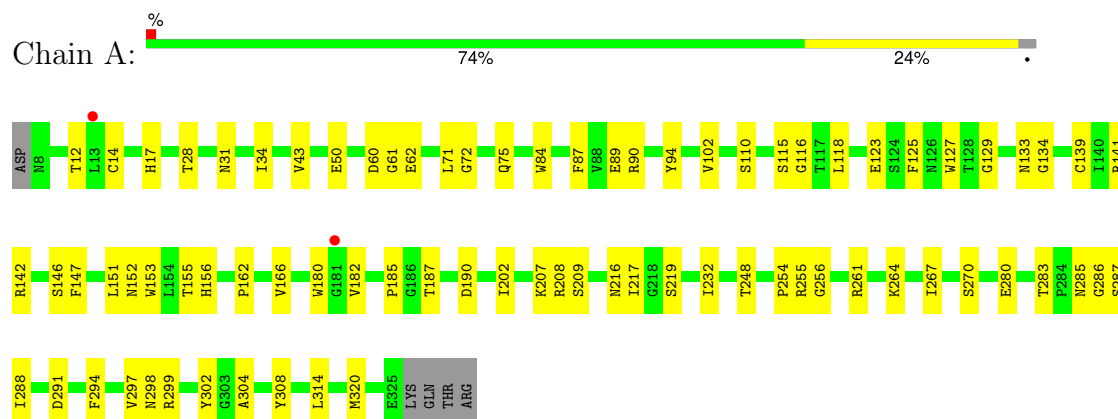 %
Chain A:
74% 24% •
ASP N8 T12 L13 C14 H17 T28 N31 I34 V43 E50 D60 G61 E62 L71 G72 Q75 W84 F87 V88 E89 R90 Y94 V102 S110 S115 G116 T117 L118 E123 S124 F125 N126 W127 T128 G129 N133 G134 C139 I140 R141
R142 S146 F147 L151 N152 W153 L154 T155 H156 P162 V166 W180 G181 V182 P185 G186 T187 D190 I202 K207 R208 S209 N216 I217 G218 S219 I232 T248 P254 R255 G256 R261 K264 I267 S270 E280 T283 P284 N285 G286 S287
I288 D291 F294 V297 N298 R299 Y302 G303 A304 Y308 L314 M320 E325 LYS GLN THR ARG